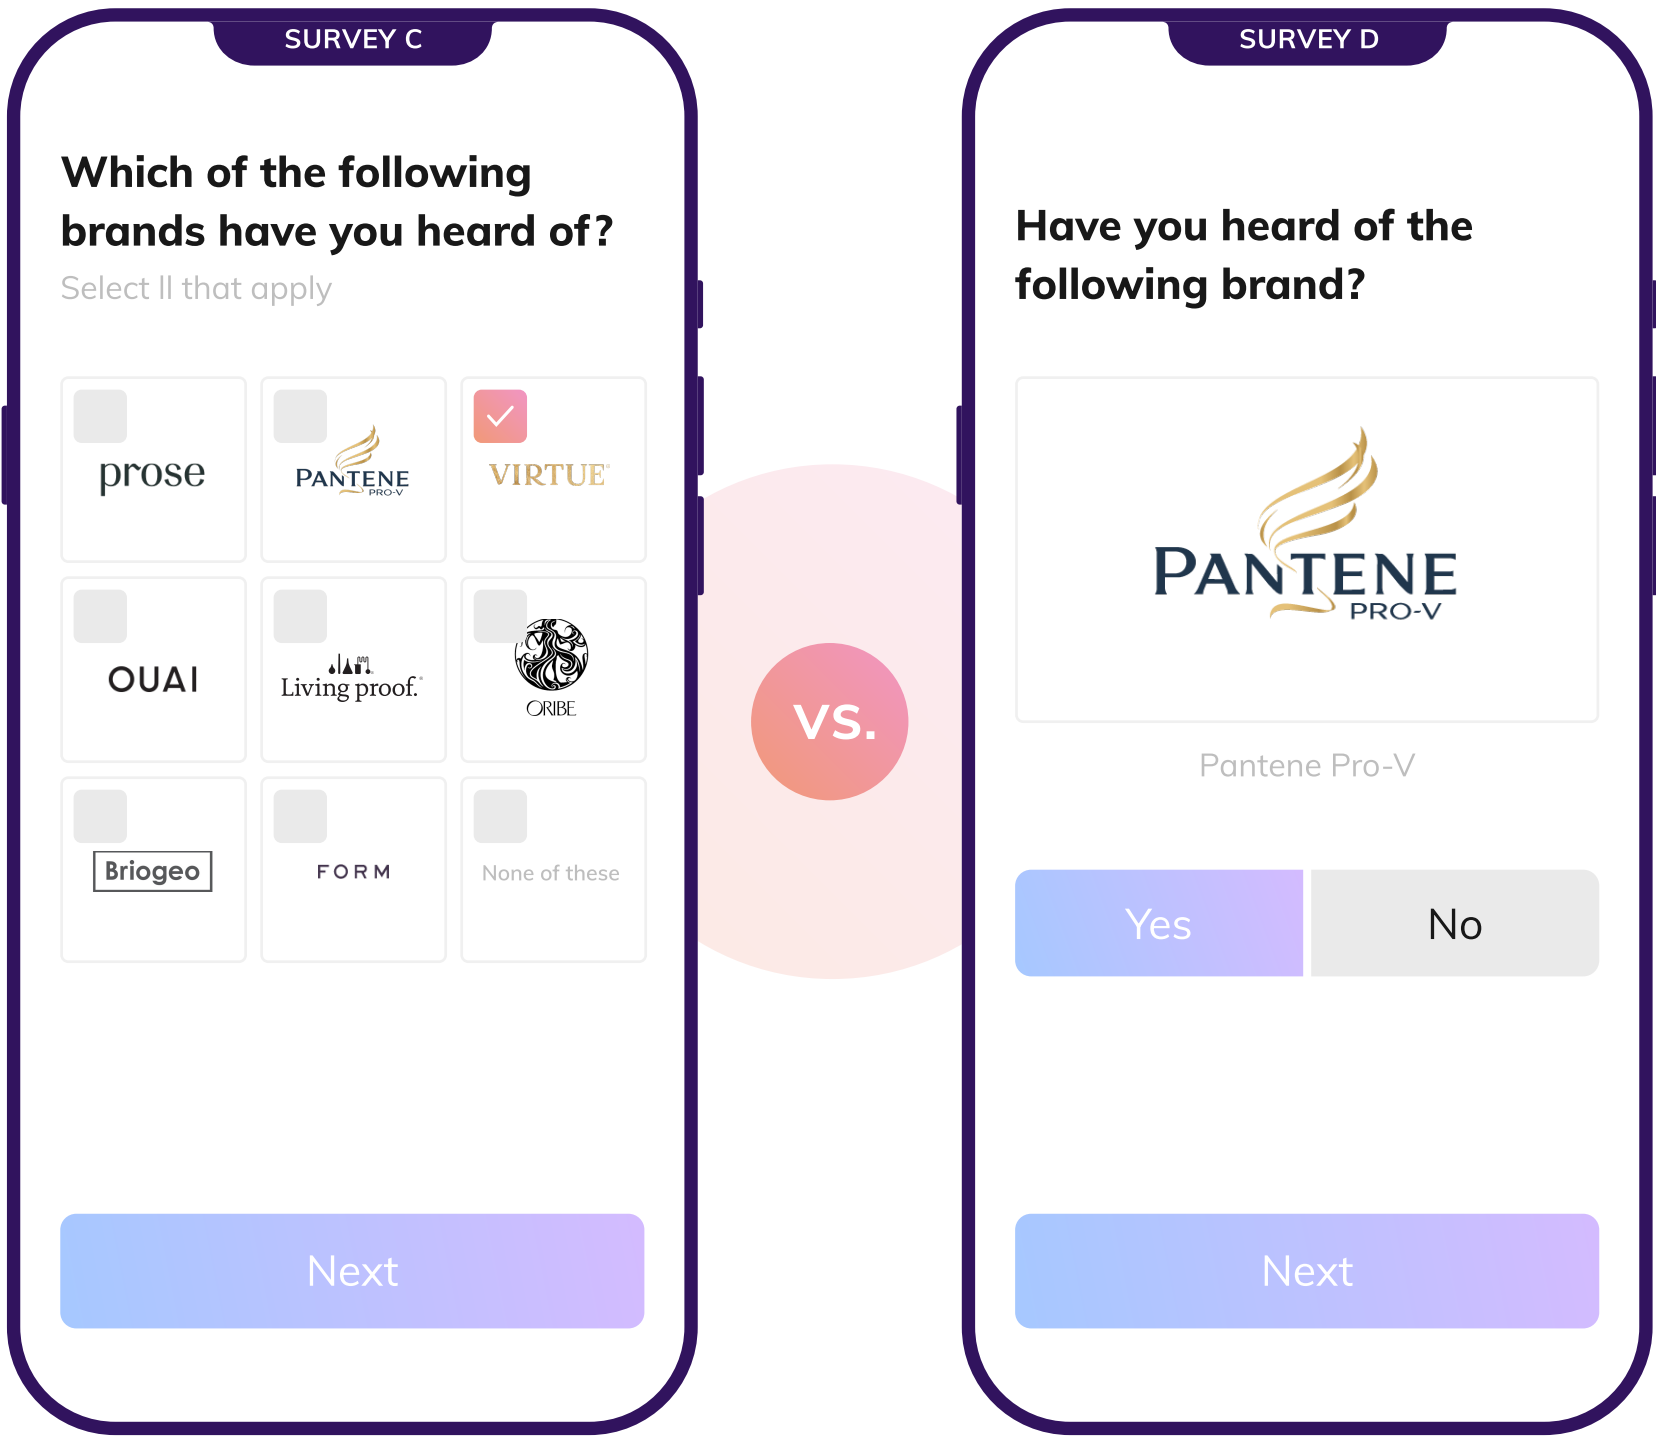 SURVEY C
Which of the following
brands have you heard of?
Select ll that apply
prose
PANTENE
PRO-V
VIRTUE
OUAI
Living proof.
ORIBE
Briogeo
FORM
None of these
Next
VS.
SURVEY D
Have you heard of the
following brand?
PANTENE
PRO-V
Pantene Pro-V
Yes
No
Next